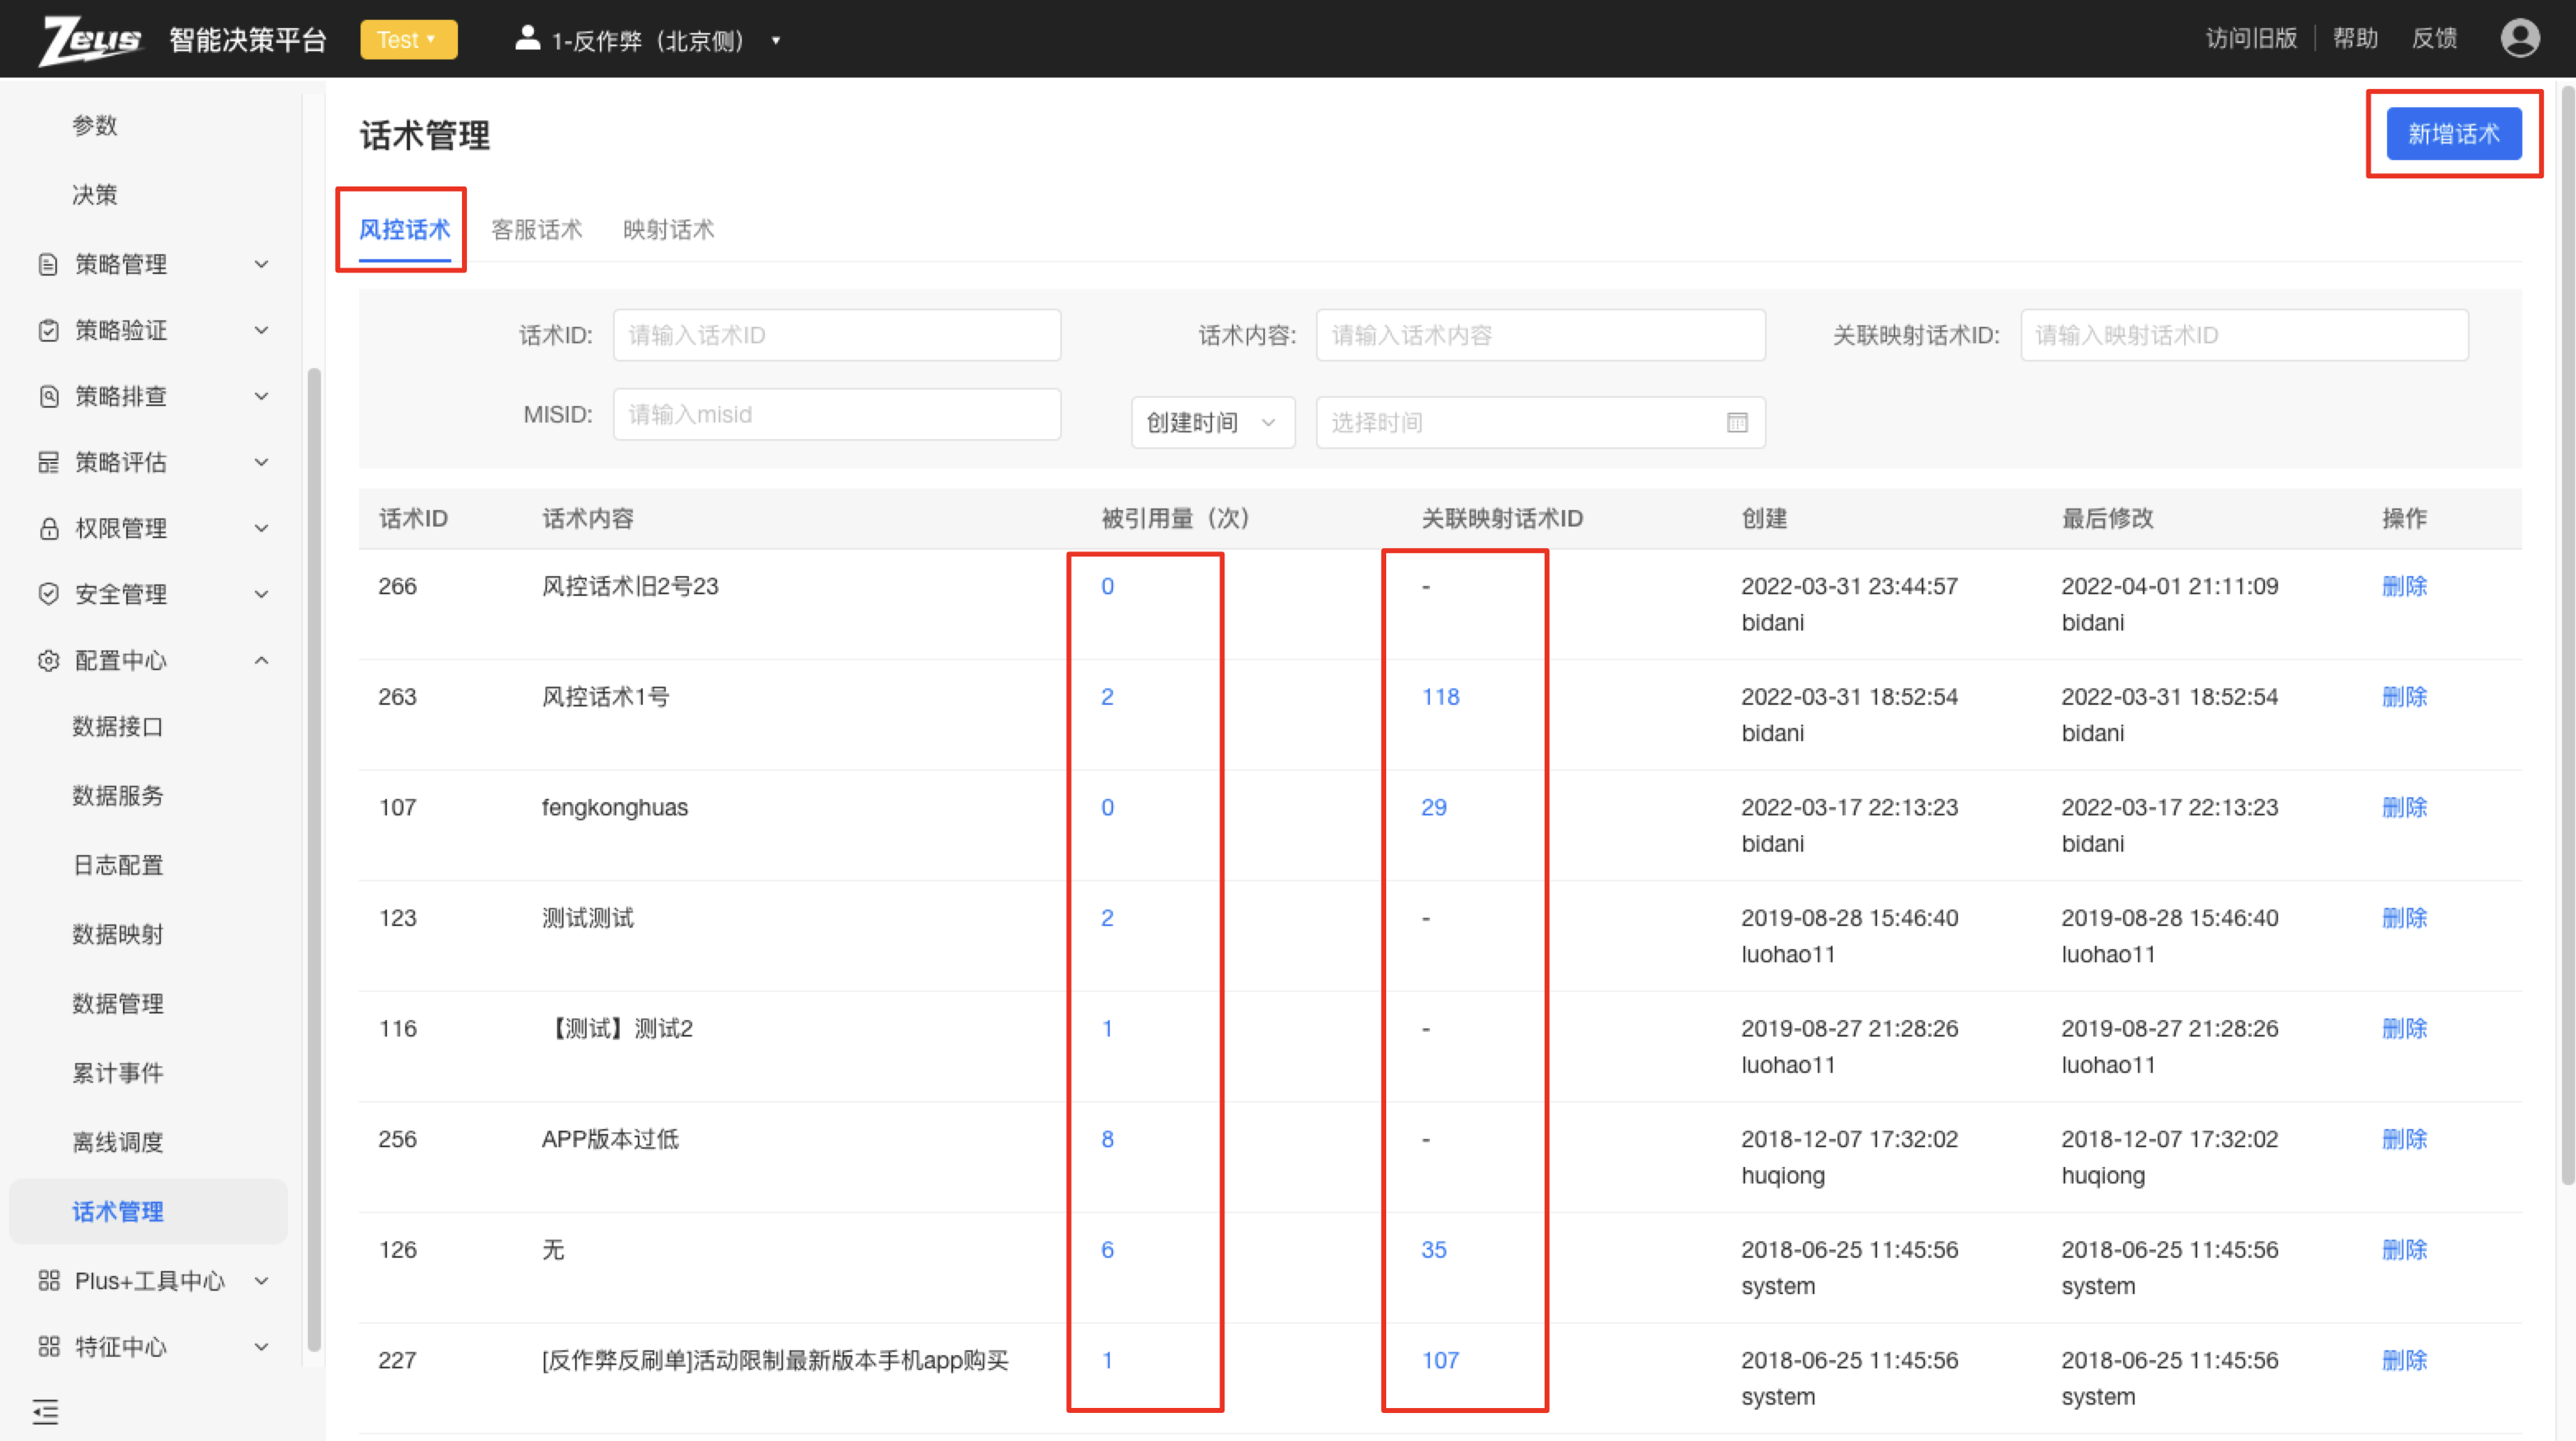 Zeus 智能决策平台 Test 1-反作弊（北京侧） 访问旧版 帮助 反馈
参数
决策
策略管理
策略验证
策略排查
策略评估
权限管理
安全管理
配置中心
数据接口
数据服务
日志配置
数据映射
数据管理
累计事件
离线调度
话术管理
Plus+工具中心
特征中心
话术管理 新增话术
风控话术 客服话术 映射话术
话术ID: 请输入话术ID 话术内容: 请输入话术内容 关联映射话术ID: 请输入映射话术ID
MISID: 请输入misid 创建时间 选择时间
话术ID 话术内容 被引用量（次） 关联映射话术ID 创建 最后修改 操作
266 风控话术旧2号23 0 - 2022-03-31 23:44:57 2022-04-01 21:11:09 删除
bidani bidani
263 风控话术1号 2 118 2022-03-31 18:52:54 2022-03-31 18:52:54 删除
bidani bidani
107 fengkonghuas 0 29 2022-03-17 22:13:23 2022-03-17 22:13:23 删除
bidani bidani
123 测试测试 2 - 2019-08-28 15:46:40 2019-08-28 15:46:40 删除
luohao11 luohao11
116 【测试】测试2 1 - 2019-08-27 21:28:26 2019-08-27 21:28:26 删除
luohao11 luohao11
256 APP版本过低 8 - 2018-12-07 17:32:02 2018-12-07 17:32:02 删除
huqiong huqiong
126 无 6 35 2018-06-25 11:45:56 2018-06-25 11:45:56 删除
system system
227 [反作弊反刷单]活动限制最新版本手机app购买 1 107 2018-06-25 11:45:56 2018-06-25 11:45:56 删除
system system